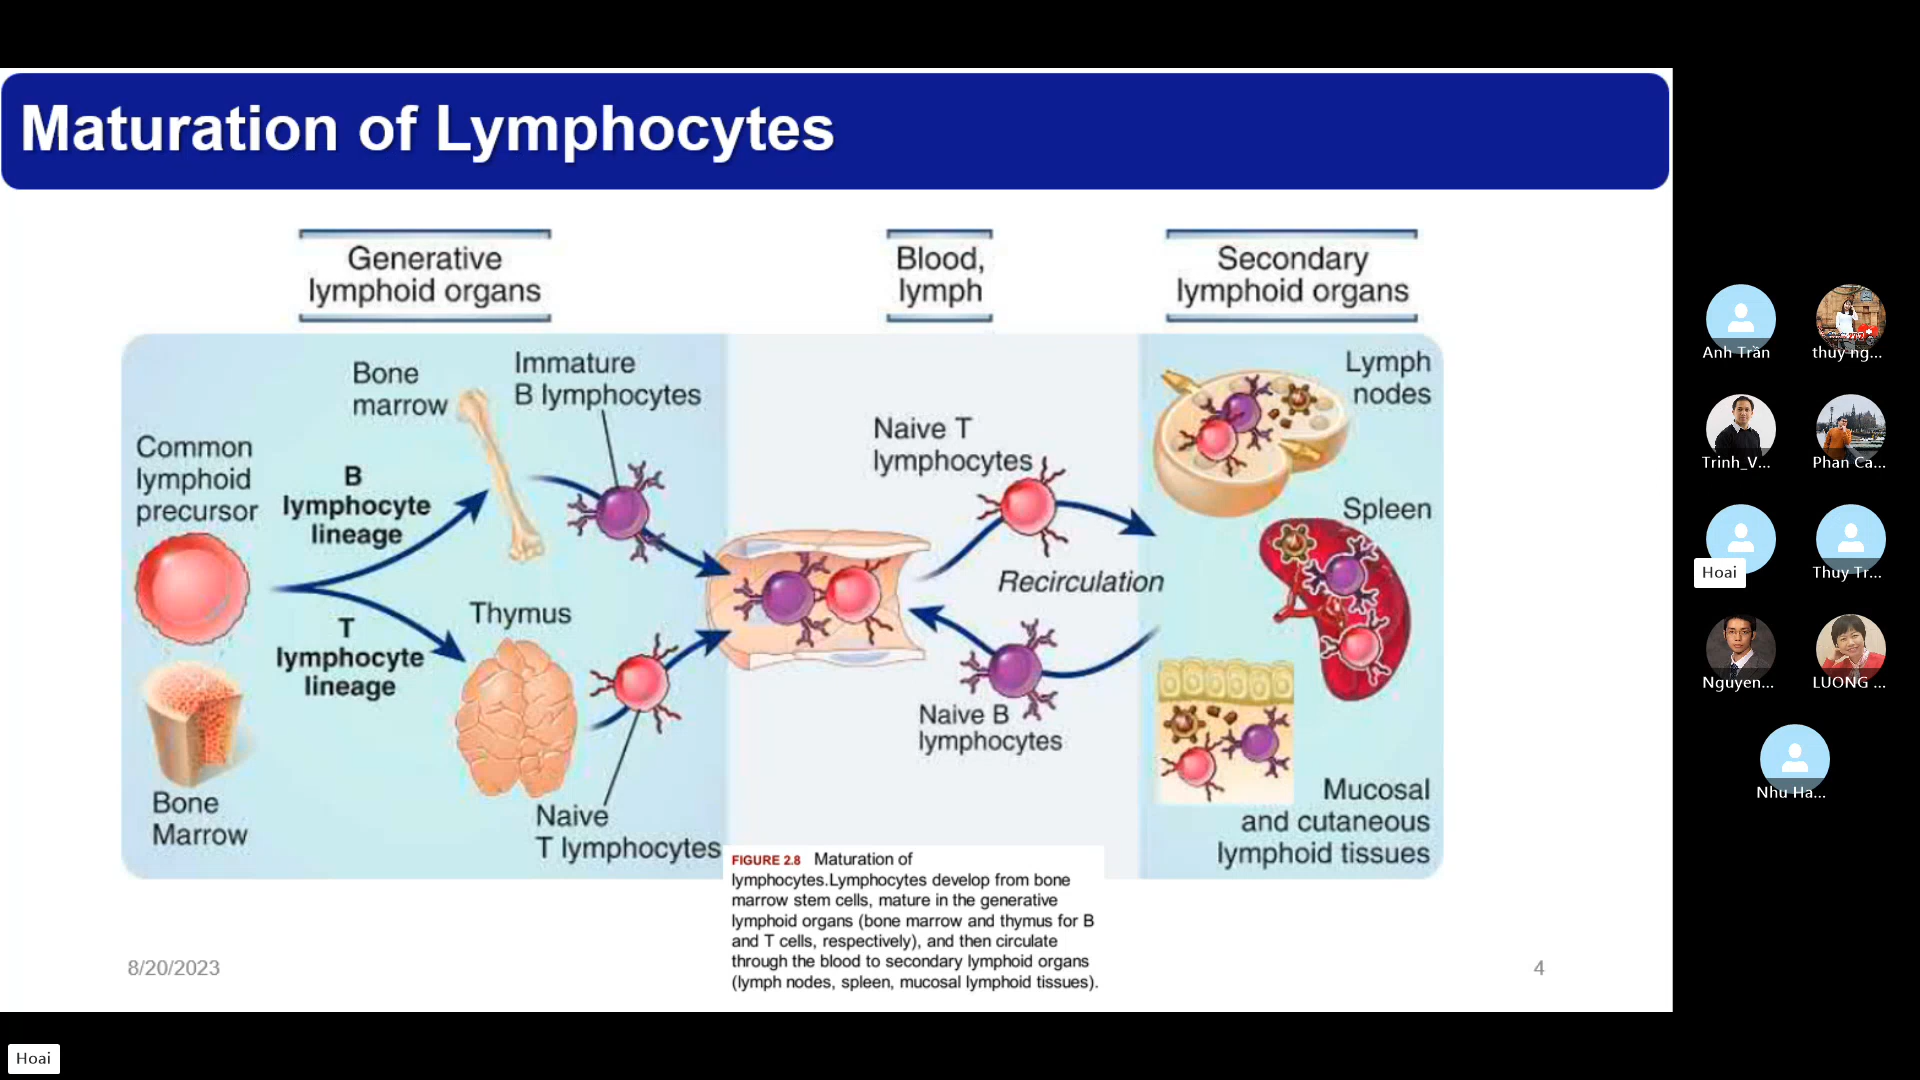 Maturation of Lymphocytes
Generative
lymphoid organs
Blood,
lymph
Secondary
lymphoid organs
Common
lymphoid
precursor
Bone
marrow
Immature
B lymphocytes
B
lymphocyte
lineage
T
lymphocyte
lineage
Thymus
Bone
Marrow
Naive
T lymphocytes
Naive T
lymphocytes
Recirculation
Naive B
lymphocytes
Lymph
nodes
Spleen
Mucosal
and cutaneous
lymphoid tissues
FIGURE 2.8 Maturation of
lymphocytes.Lymphocytes develop from bone
marrow stem cells, mature in the generative
lymphoid organs (bone marrow and thymus for B
and T cells, respectively), and then circulate
through the blood to secondary lymphoid organs
(lymph nodes, spleen, mucosal lymphoid tissues).
8/20/2023
4
Anh Trần
thuy ng...
Trinh_V...
Phan Ca...
Hoai
Thuy Tr...
Nguyen...
LUONG ...
Nhu Ha...
Hoai